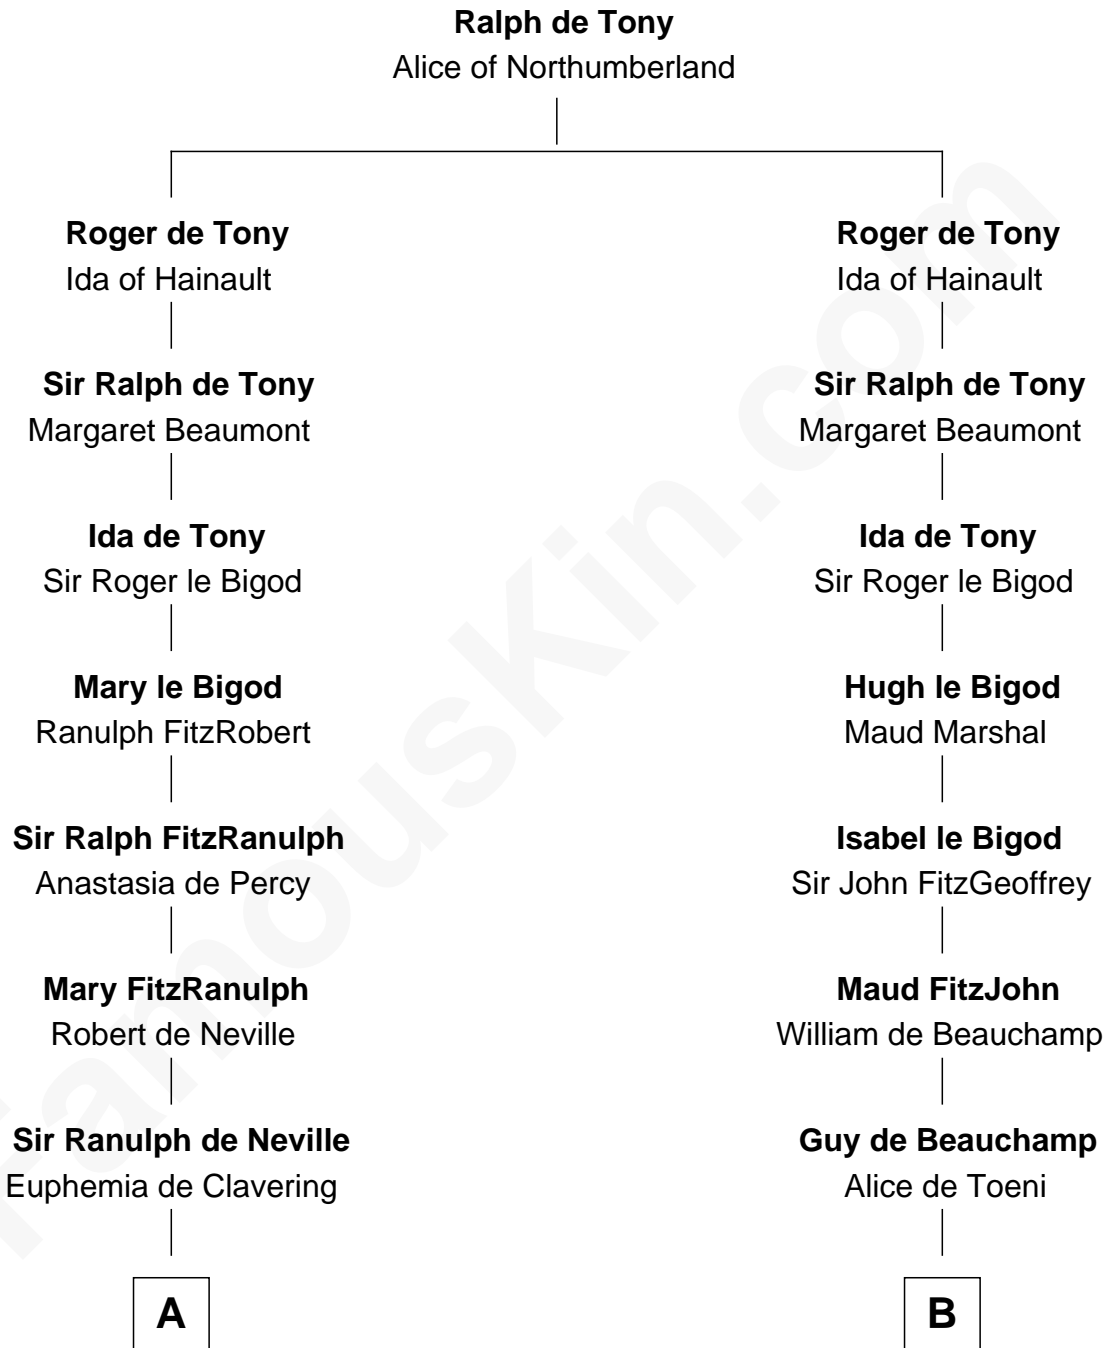 Ralph de Tony
Alice of Northumberland
Roger de Tony
Ida of Hainault
Roger de Tony
Ida of Hainault
Sir Ralph de Tony
Margaret Beaumont
Sir Ralph de Tony
Margaret Beaumont
Ida de Tony
Sir Roger le Bigod
Ida de Tony
Sir Roger le Bigod
Mary le Bigod
Ranulph FitzRobert
Hugh le Bigod
Maud Marshal
Sir Ralph FitzRanulph
Anastasia de Percy
Isabel le Bigod
Sir John FitzGeoffrey
Mary FitzRanulph
Robert de Neville
Maud FitzJohn
William de Beauchamp
Sir Ranulph de Neville
Euphemia de Clavering
Guy de Beauchamp
Alice de Toeni
A
B
FamousKin.com